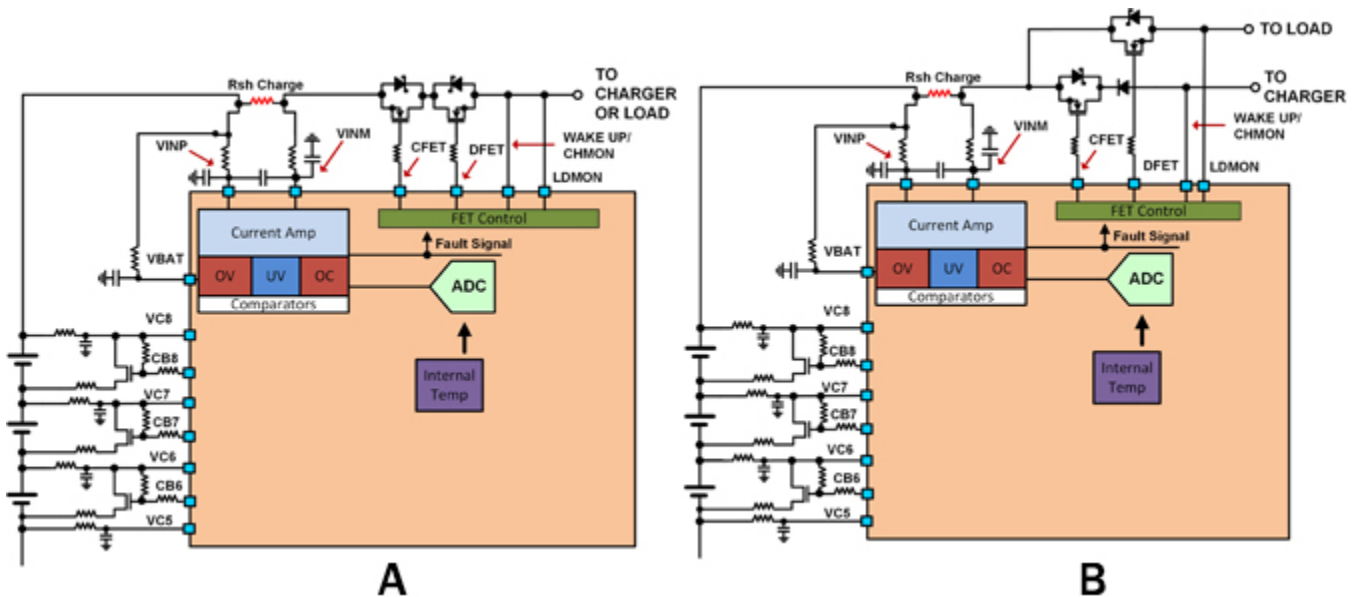 Rsh Charge
TO
CHARGER
OR LOAD
VINP
VINM
CFET
DFET
WAKE UP/
CHMON
LDMON
FET Control
Current Amp
Fault Signal
VBAT
OV
UV
OC
ADC
Comparators
VC8
CB8
Internal
Temp
VC7
CB7
VC6
CB6
VC5
A
TO LOAD
Rsh Charge
TO
CHARGER
VINP
VINM
WAKE UP/
CHMON
CFET
DFET
LDMON
FET Control
Current Amp
Fault Signal
VBAT
OV
UV
OC
ADC
Comparators
VC8
CB8
Internal
Temp
VC7
CB7
VC6
CB6
VC5
B